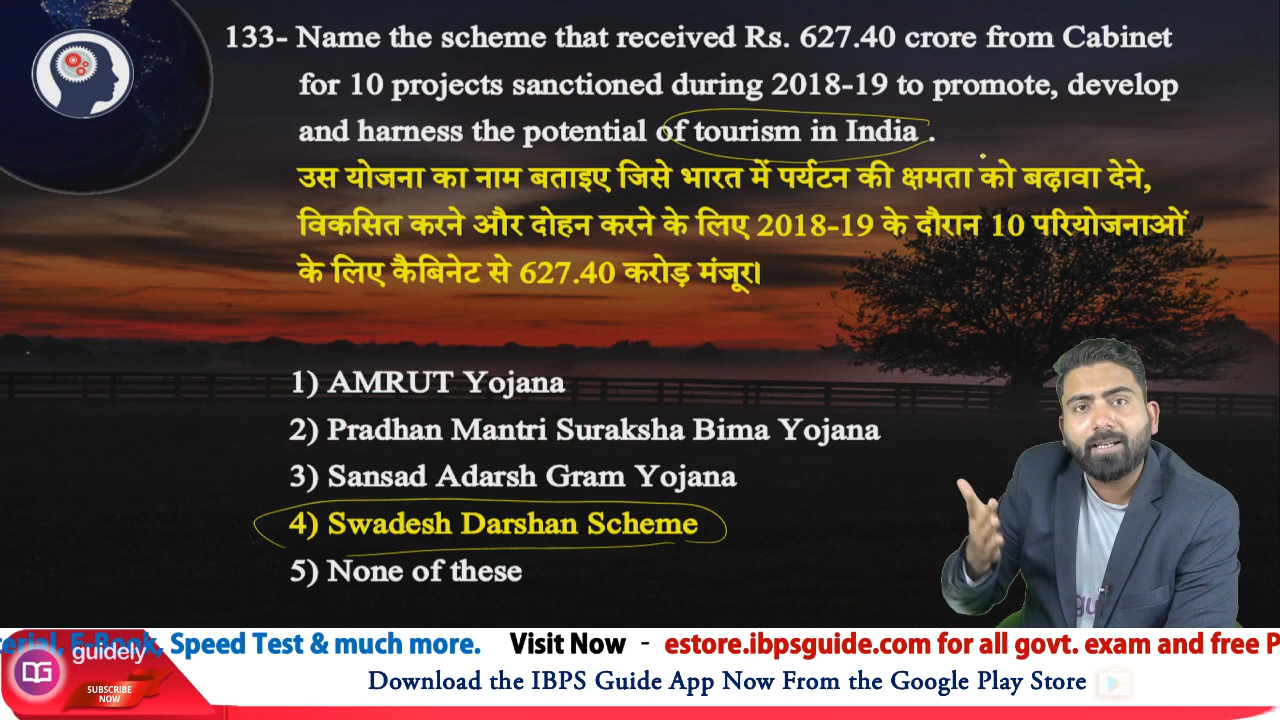 133- Name the scheme that received Rs. 627.40 crore from Cabinet
for 10 projects sanctioned during 2018-19 to promote, develop
and harness the potential of tourism in India .
उस योजना का नाम बताइए जिसे भारत में पर्यटन की क्षमता को बढ़ावा देने,
विकसित करने और दोहन करने के लिए 2018-19 के दौरान 10 परियोजनाओं
के लिए कैबिनेट से 627.40 करोड़ मंजूर।
1) AMRUT Yojana
2) Pradhan Mantri Suraksha Bima Yojana
3) Sansad Adarsh Gram Yojana
4) Swadesh Darshan Scheme
5) None of these
Speed Test & much more. Visit Now - estore.ibpsguide.com for all govt. exam and free
guidely
SUBSCRIBE
NOW
Download the IBPS Guide App Now From the Google Play Store